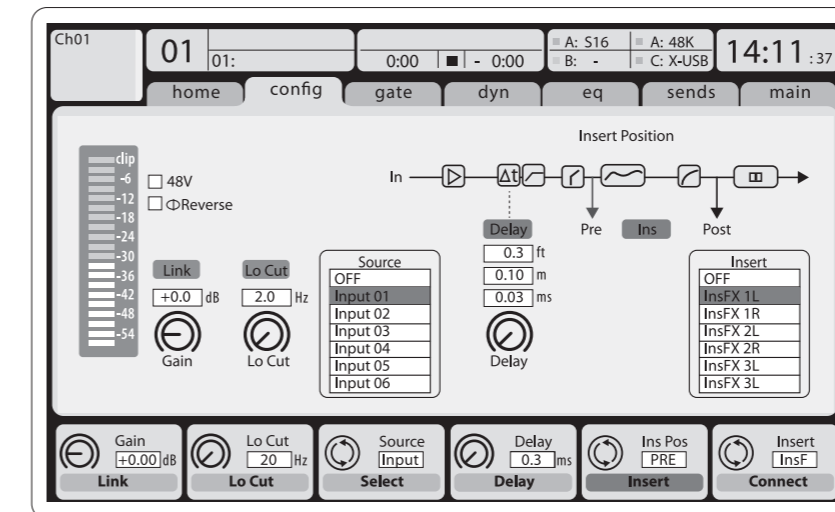 Ch01
01
01:
0:00 - 0:00
A: S16
B: -
A: 48K
C: X-USB
14:11 :37
home config gate dyn eq sends main
Insert Position
In
Δt
Pre Ins Post
clip
-6
-12
-18
-24
-30
-36
-42
-48
-54
48V
ΦReverse
Link
+0.0 dB
Gain
Lo Cut
2.0 Hz
Lo Cut
Source
OFF
Input 01
Input 02
Input 03
Input 04
Input 05
Input 06
Delay
0.3 ft
0.10 m
0.03 ms
Delay
Insert
OFF
InsFX 1L
InsFX 1R
InsFX 2L
InsFX 2R
InsFX 3L
InsFX 3L
Gain
+0.00 dB
Link
Lo Cut
20 Hz
Lo Cut
Source
Input
Select
Delay
0.3 ms
Delay
Ins Pos
PRE
Insert
Insert
InsF
Connect